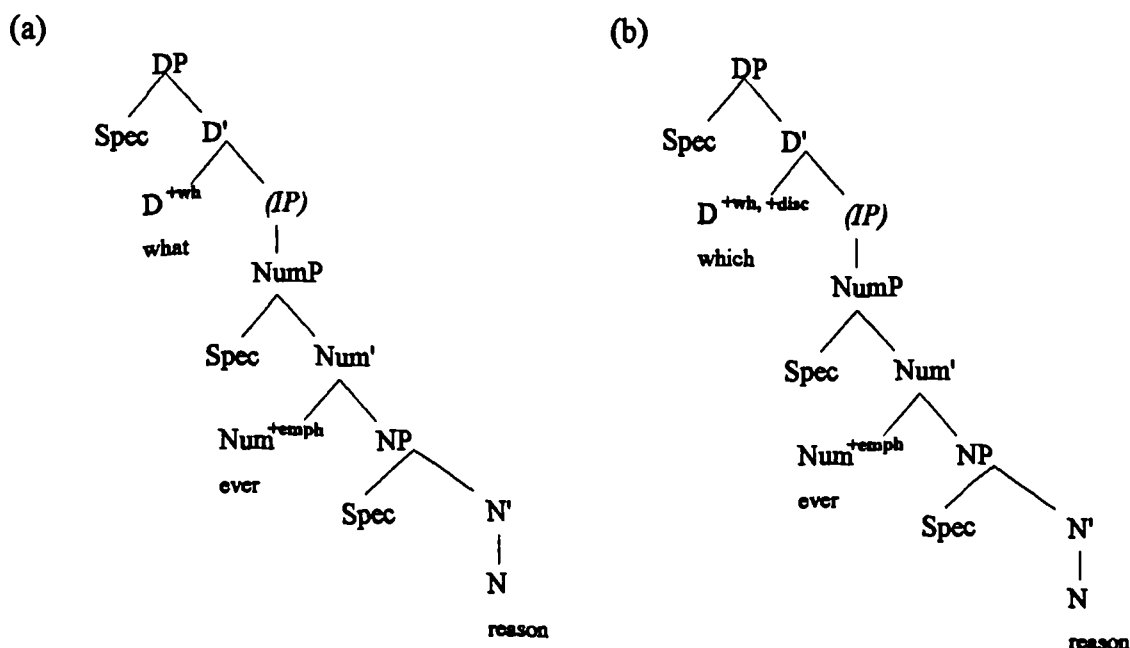 (a)
DP
Spec D'
D +wh (IP)
what
NumP
Spec Num'
Num +emph NP
ever
Spec N'
N
reason
(b)
DP
Spec D'
D +wh, +disc (IP)
which
NumP
Spec Num'
Num +emph NP
ever
Spec N'
N
reason